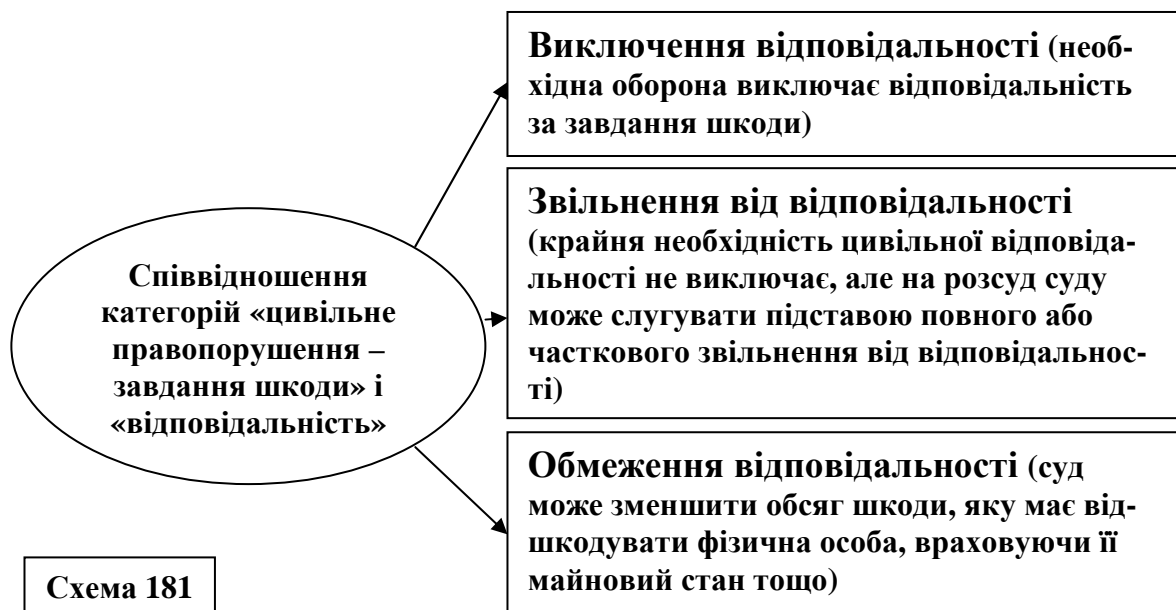 Виключення відповідальності (необ-
хідна оборона виключає відповідальність
за завдання шкоди)
Звільнення від відповідальності
(крайня необхідність цивільної відповіда-
льності не виключає, але на розсуд суду
може слугувати підставою повного або
часткового звільнення від відповідальнос-
ті)
Співвідношення
категорій «цивільне
правопорушення –
завдання шкоди» і
«відповідальність»
Обмеження відповідальності (суд
може зменшити обсяг шкоди, яку має від-
шкодувати фізична особа, враховуючи її
майновий стан тощо)
Схема 181